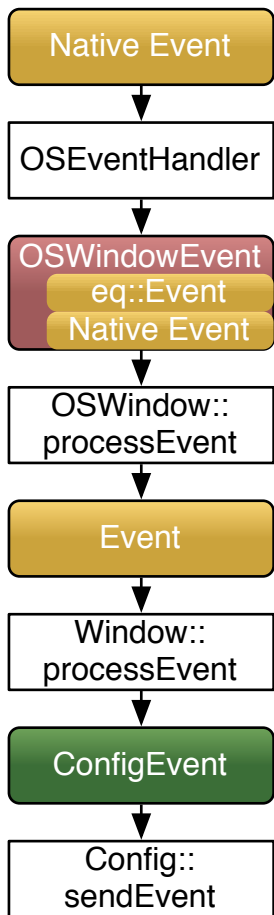 Native Event
OSEventHandler
OSWindowEvent
eq::Event
Native Event
OSWindow::
processEvent
Event
Window::
processEvent
ConfigEvent
Config::
sendEvent